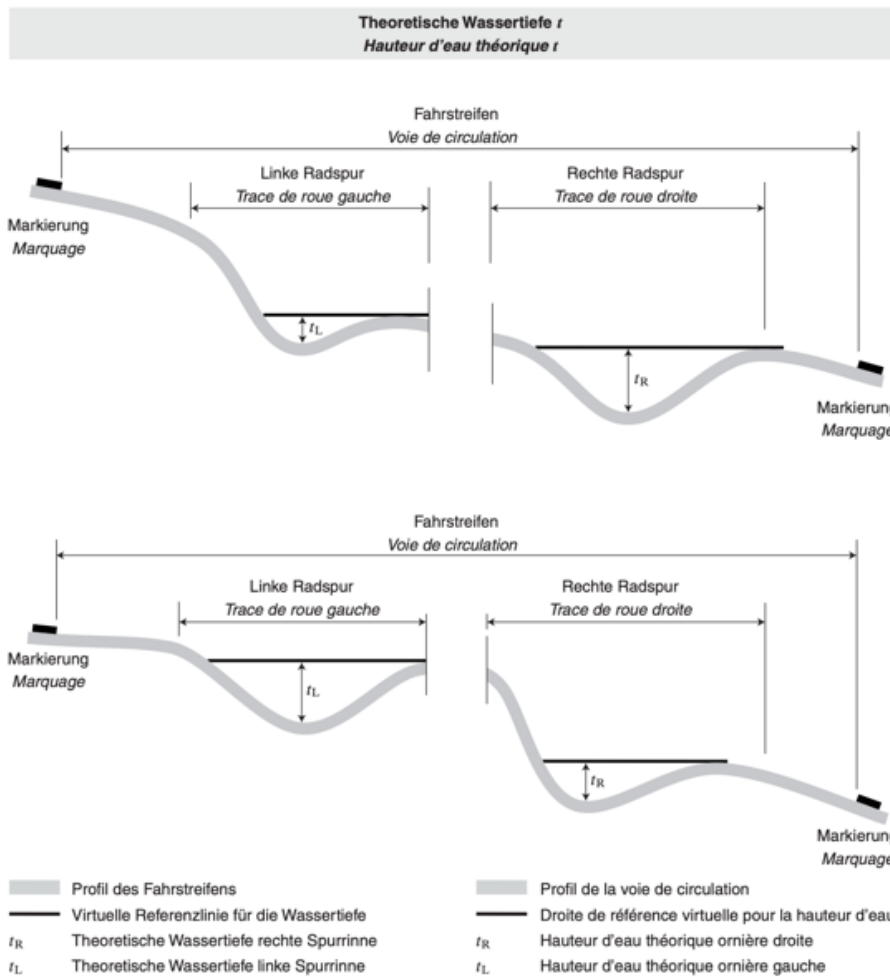 Theoretische Wassertiefe t
Hauteur d'eau théorique t
Fahrstreifen
Voie de circulation
Linke Radspur
Trace de roue gauche
Rechte Radspur
Trace de roue droite
Markierung
Marquage
tL
tR
Markierung
Marquage
Fahrstreifen
Voie de circulation
Linke Radspur
Trace de roue gauche
Rechte Radspur
Trace de roue droite
Markierung
Marquage
tL
tR
Markierung
Marquage
Profil des Fahrstreifens
Virtuelle Referenzlinie für die Wassertiefe
tR Theoretische Wassertiefe rechte Spurrinne
tL Theoretische Wassertiefe linke Spurrinne
Profil de la voie de circulation
Droite de référence virtuelle pour la hauteur d'eau
tR Hauteur d'eau théorique ornière droite
tL Hauteur d'eau théorique ornière gauche